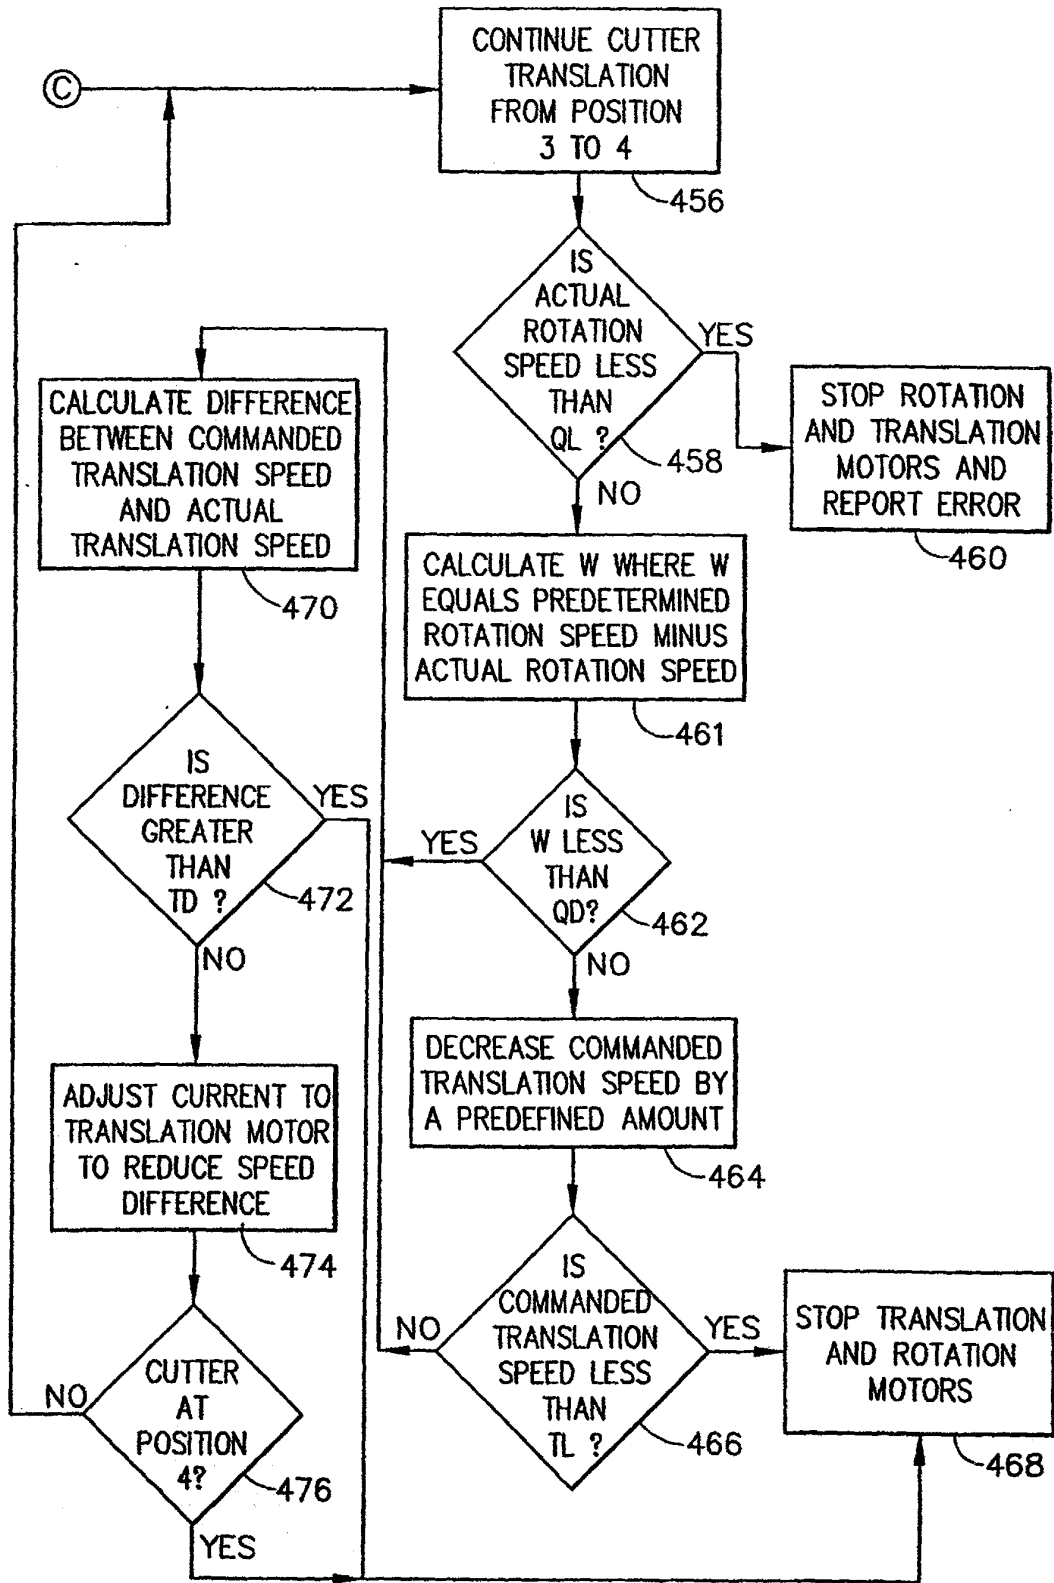 C
CONTINUE CUTTER
TRANSLATION
FROM POSITION
3 TO 4
456
IS
ACTUAL
ROTATION
SPEED LESS
THAN
QL ?
458
YES
NO
STOP ROTATION
AND TRANSLATION
MOTORS AND
REPORT ERROR
460
CALCULATE W WHERE W
EQUALS PREDETERMINED
ROTATION SPEED MINUS
ACTUAL ROTATION SPEED
461
IS
W LESS
THAN
QD?
462
YES
NO
DECREASE COMMANDED
TRANSLATION SPEED BY
A PREDEFINED AMOUNT
464
IS
COMMANDED
TRANSLATION
SPEED LESS
THAN
TL ?
466
NO
YES
STOP TRANSLATION
AND ROTATION
MOTORS
468
CALCULATE DIFFERENCE
BETWEEN COMMANDED
TRANSLATION SPEED
AND ACTUAL
TRANSLATION SPEED
470
IS
DIFFERENCE
GREATER
THAN
TD ?
472
YES
NO
ADJUST CURRENT TO
TRANSLATION MOTOR
TO REDUCE SPEED
DIFFERENCE
474
CUTTER
AT
POSITION
4?
476
NO
YES